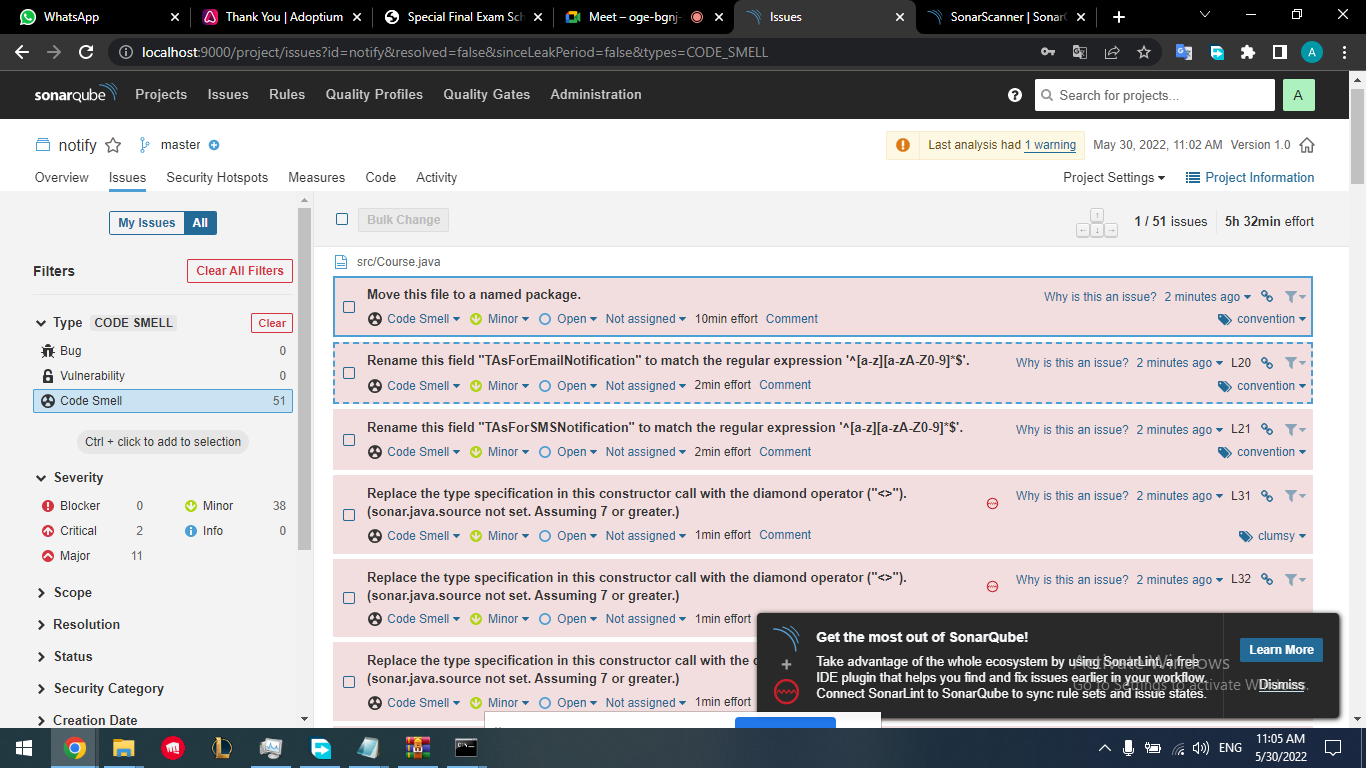 WhatsApp
Thank You | Adoptium
Special Final Exam Sch
Meet – oge-bgnj-
Issues
SonarScanner | SonarQ
localhost:9000/project/issues?id=notify&resolved=false&sinceLeakPeriod=false&types=CODE_SMELL
A
sonarqube
Projects Issues Rules Quality Profiles Quality Gates Administration
Search for projects...
A
notify master
Last analysis had 1 warning May 30, 2022, 11:02 AM Version 1.0
Overview Issues Security Hotspots Measures Code Activity
Project Settings Project Information
My Issues All
Filters Clear All Filters
Type CODE SMELL Clear
Bug 0
Vulnerability 0
Code Smell 51
Ctrl + click to add to selection
Severity
Blocker 0 Minor 38
Critical 2 Info 0
Major 11
Scope
Resolution
Status
Security Category
Creation Date
Bulk Change
1 / 51 issues 5h 32min effort
src/Course.java
Move this file to a named package.
Why is this an issue? 2 minutes ago
Code Smell Minor Open Not assigned 10min effort Comment
convention
Rename this field "TAsForEmailNotification" to match the regular expression '^[a-z][a-zA-Z0-9]*$'.
Why is this an issue? 2 minutes ago L20
Code Smell Minor Open Not assigned 2min effort Comment
convention
Rename this field "TAsForSMSNotification" to match the regular expression '^[a-z][a-zA-Z0-9]*$'.
Why is this an issue? 2 minutes ago L21
Code Smell Minor Open Not assigned 2min effort Comment
convention
Replace the type specification in this constructor call with the diamond operator ("<>").
(sonar.java.source not set. Assuming 7 or greater.)
Why is this an issue? 2 minutes ago L31
Code Smell Minor Open Not assigned 1min effort Comment
clumsy
Replace the type specification in this constructor call with the diamond operator ("<>").
(sonar.java.source not set. Assuming 7 or greater.)
Why is this an issue? 2 minutes ago L32
Code Smell Minor Open Not assigned 1min effort
Replace the type specification in this constructor call with the
(sonar.java.source not set. Assuming 7 or greater.)
Code Smell Minor Open Not assigned 1min effort
Get the most out of SonarQube!
Take advantage of the whole ecosystem by using SonarLint, a free
IDE plugin that helps you find and fix issues earlier in your workflow.
Connect SonarLint to SonarQube to sync rule sets and issue states.
Learn More
Dismiss
Activate Windows
Go to Settings to activate Windows.
ENG
11:05 AM
5/30/2022